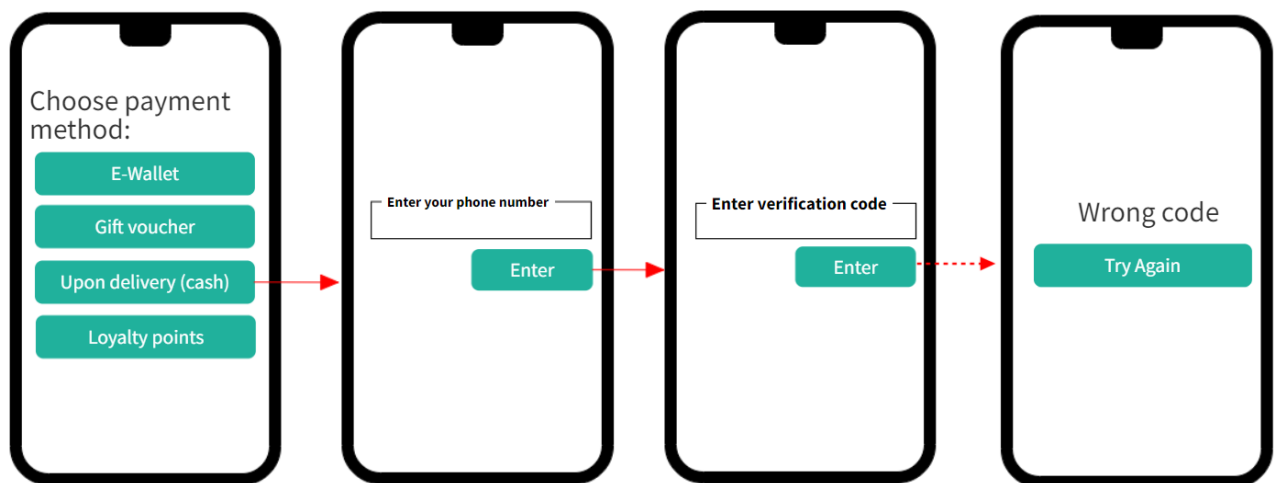 Choose payment
method:
E-Wallet
Gift voucher
Upon delivery (cash)
Loyalty points
Enter your phone number
Enter
Enter verification code
Enter
Wrong code
Try Again